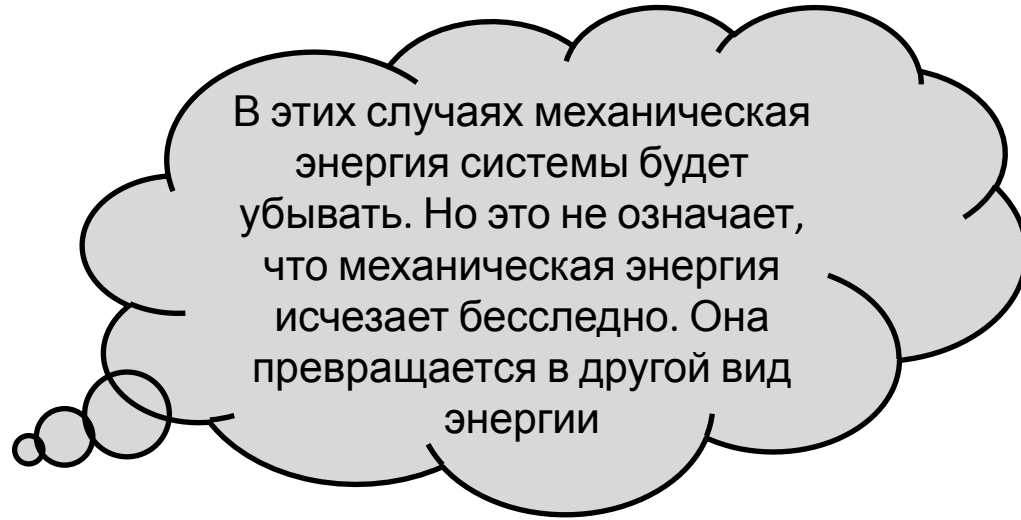 В этих случаях механическая
энергия системы будет
убывать. Но это не означает,
что механическая энергия
исчезает бесследно. Она
превращается в другой вид
энергии